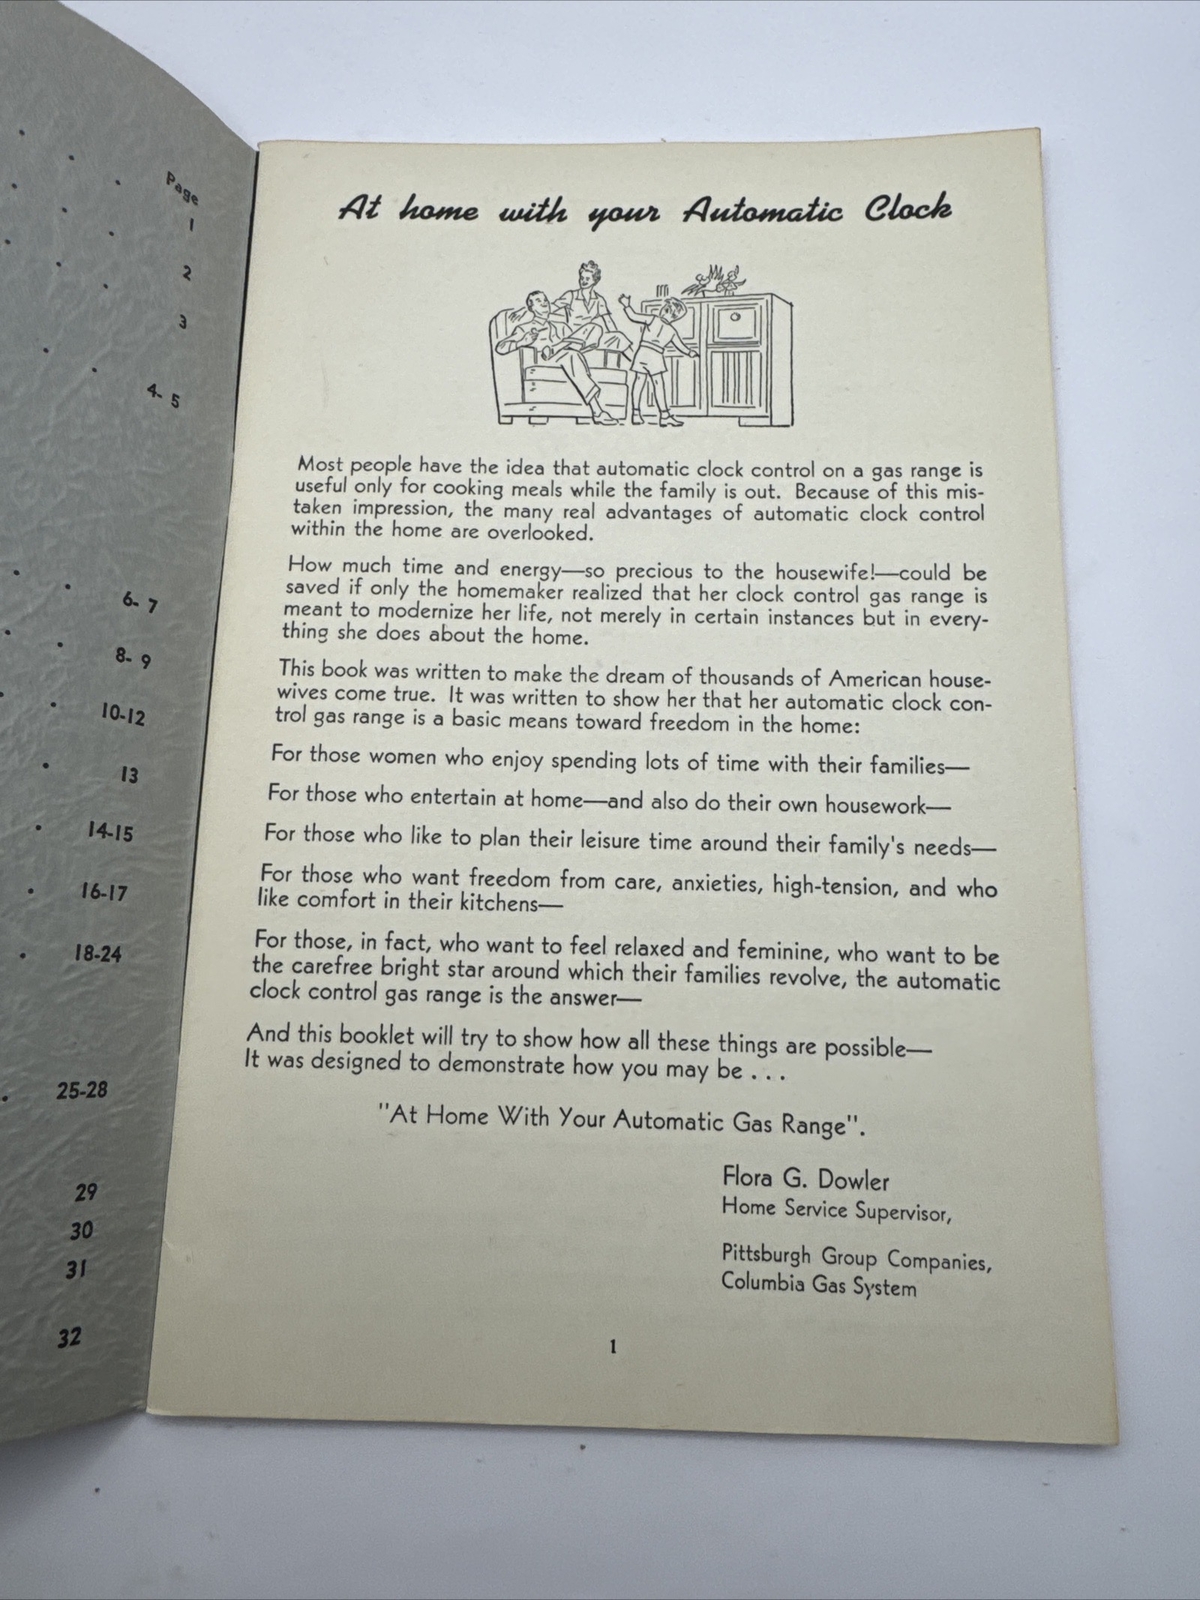 Page
1
2
3
4- 5
6- 7
8- 9
10-12
13
14-15
16-17
18-24
25-28
29
30
31
32
At home with your Automatic Clock
Most people have the idea that automatic clock control on a gas range is
useful only for cooking meals while the family is out. Because of this mis-
taken impression, the many real advantages of automatic clock control
within the home are overlooked.
How much time and energy—so precious to the housewife!—could be
saved if only the homemaker realized that her clock control gas range is
meant to modernize her life, not merely in certain instances but in every-
thing she does about the home.
This book was written to make the dream of thousands of American house-
wives come true. It was written to show her that her automatic clock con-
trol gas range is a basic means toward freedom in the home:
For those women who enjoy spending lots of time with their families—
For those who entertain at home—and also do their own housework—
For those who like to plan their leisure time around their family's needs—
For those who want freedom from care, anxieties, high-tension, and who
like comfort in their kitchens—
For those, in fact, who want to feel relaxed and feminine, who want to be
the carefree bright star around which their families revolve, the automatic
clock control gas range is the answer—
And this booklet will try to show how all these things are possible—
It was designed to demonstrate how you may be . . .
"At Home With Your Automatic Gas Range".
Flora G. Dowler
Home Service Supervisor,
Pittsburgh Group Companies,
Columbia Gas System
1